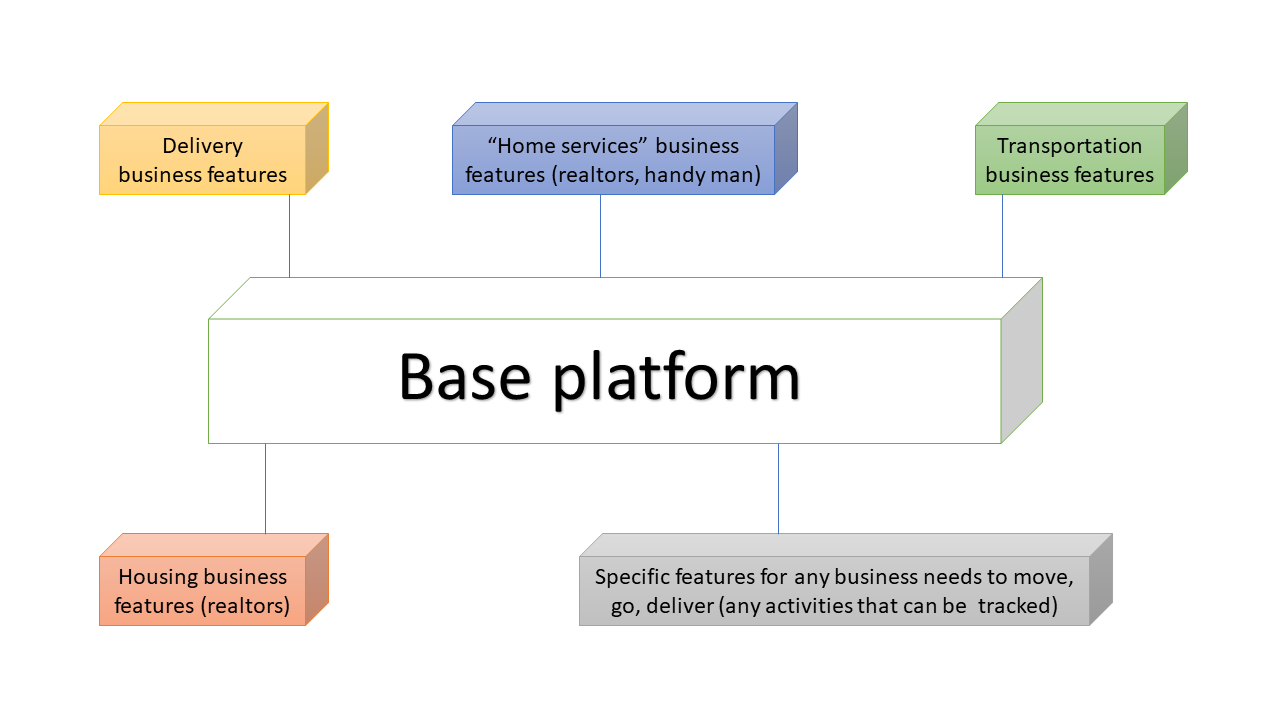 Delivery
business features
“Home services” business
features (realtors, handy man)
Transportation
business features
Base platform
Housing business
features (realtors)
Specific features for any business needs to move,
go, deliver (any activities that can be  tracked)